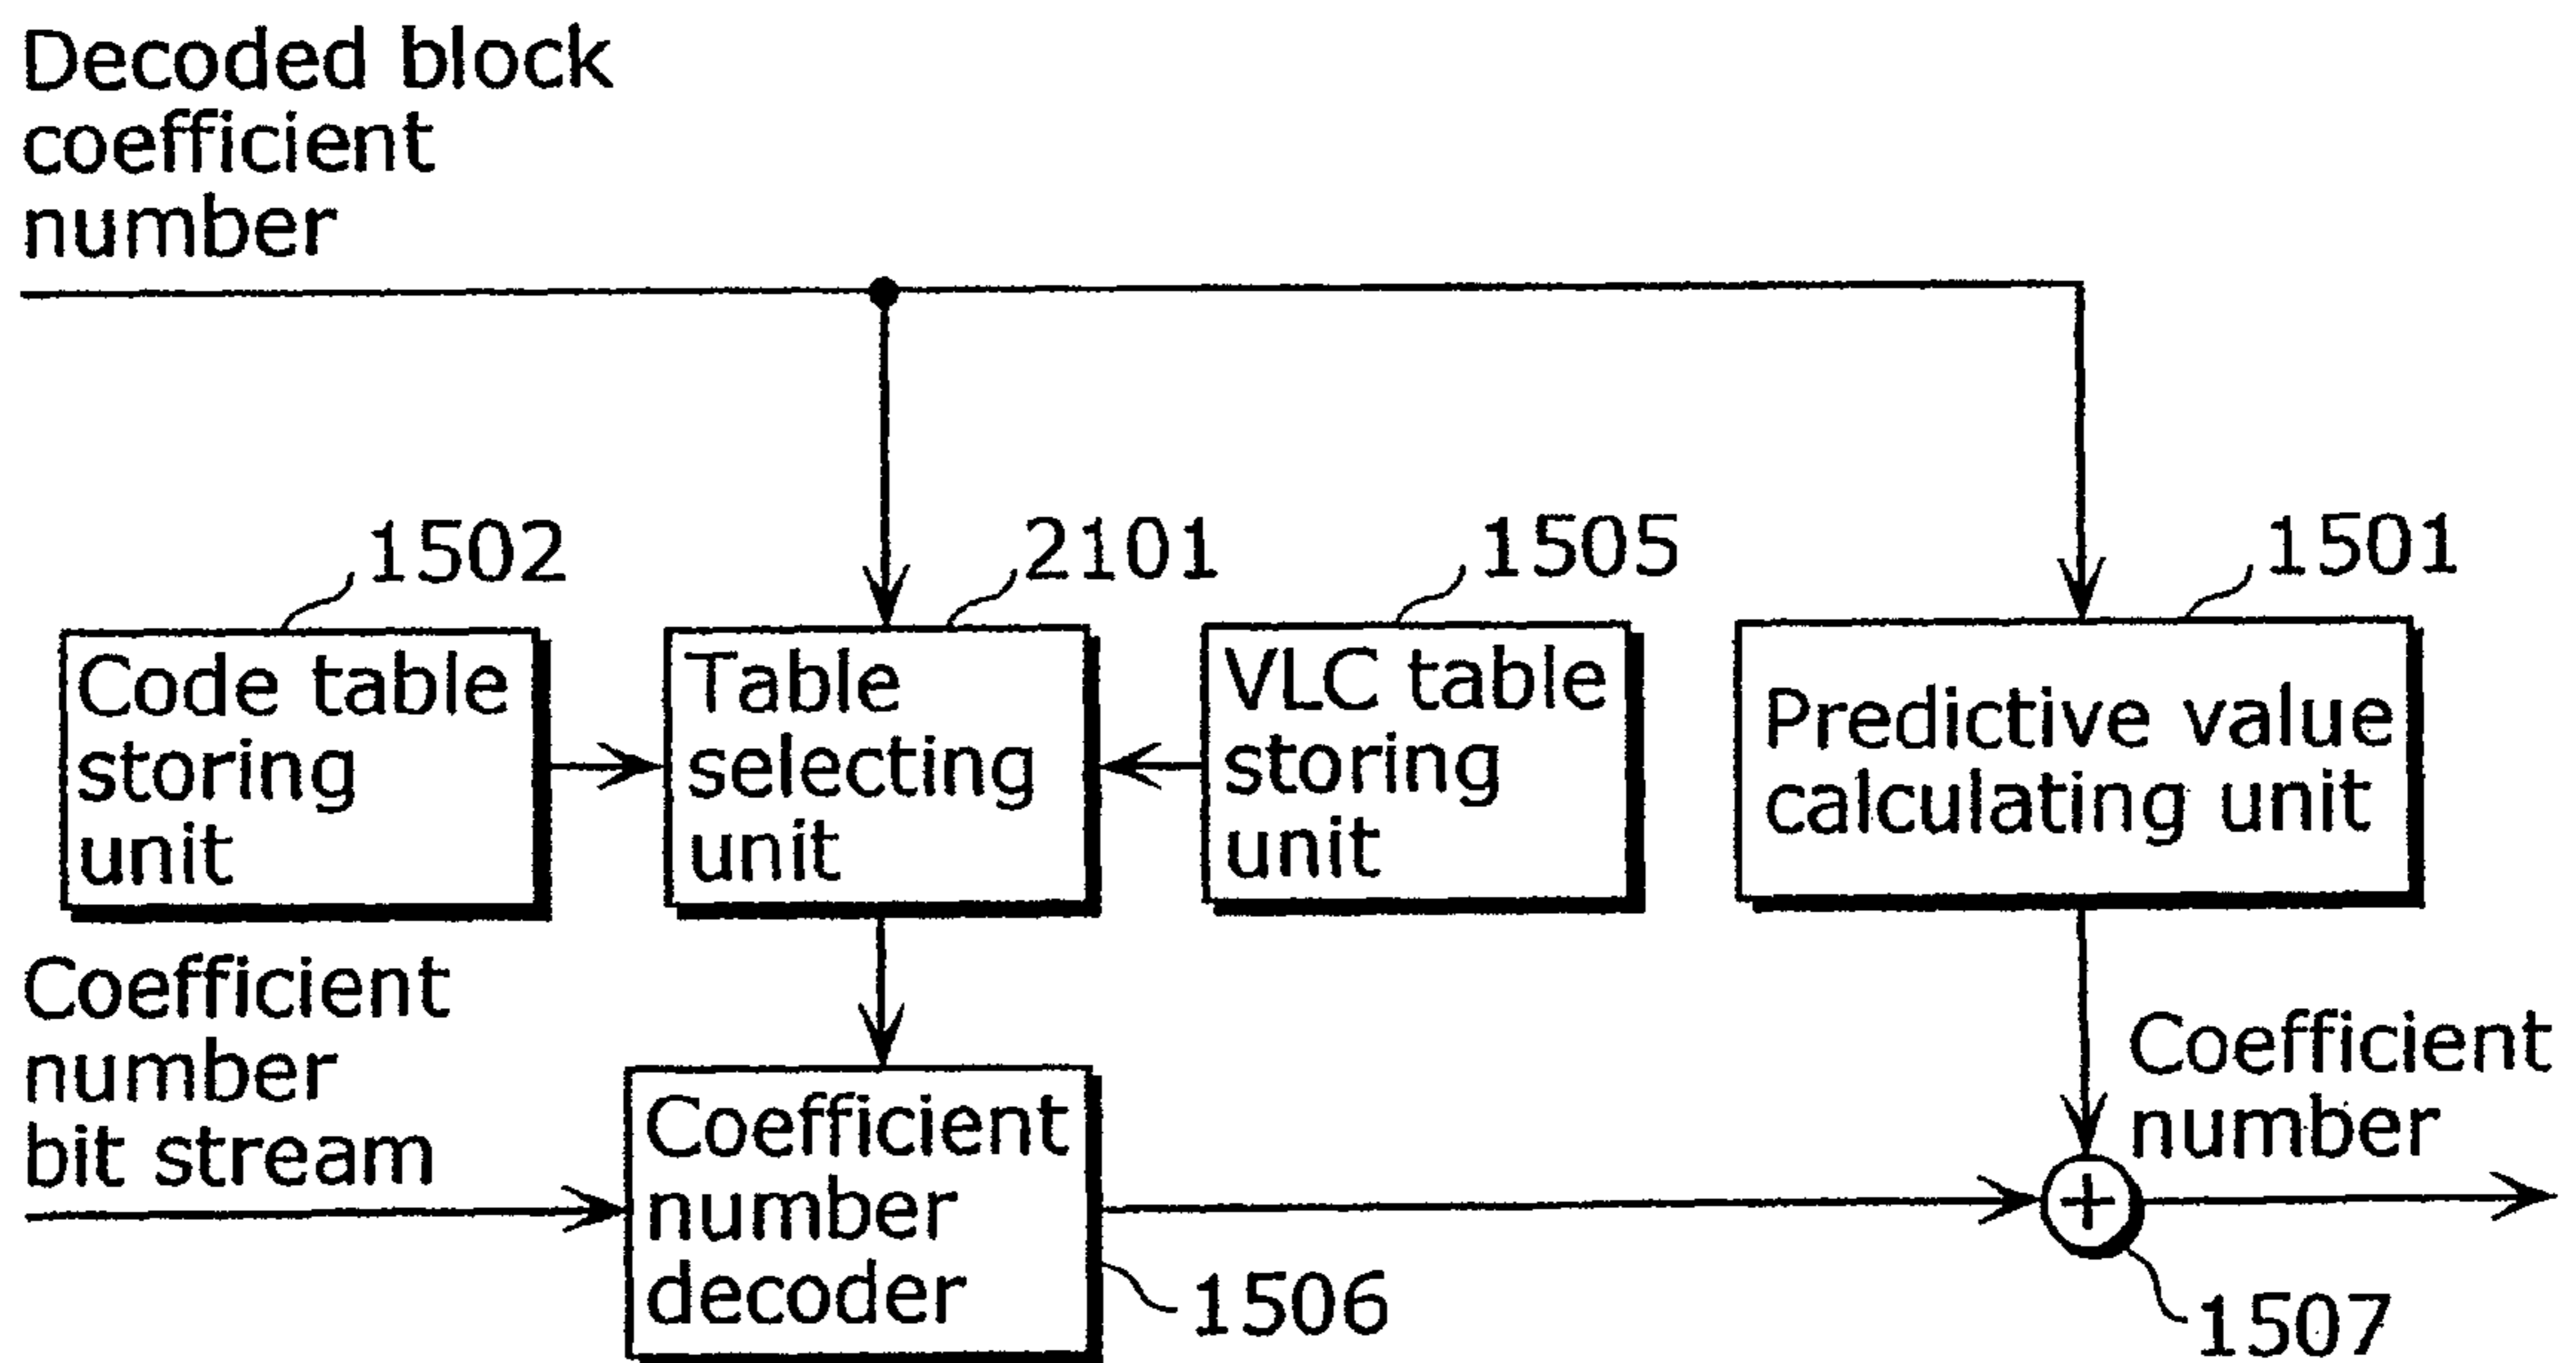 Decoded block
coefficient
number
1502
2101
1505
1501
Code table
storing
unit
Table
selecting
unit
VLC table
storing
unit
Predictive value
calculating unit
Coefficient
number
bit stream
Coefficient
number
decoder
1506
Coefficient
number
+
1507